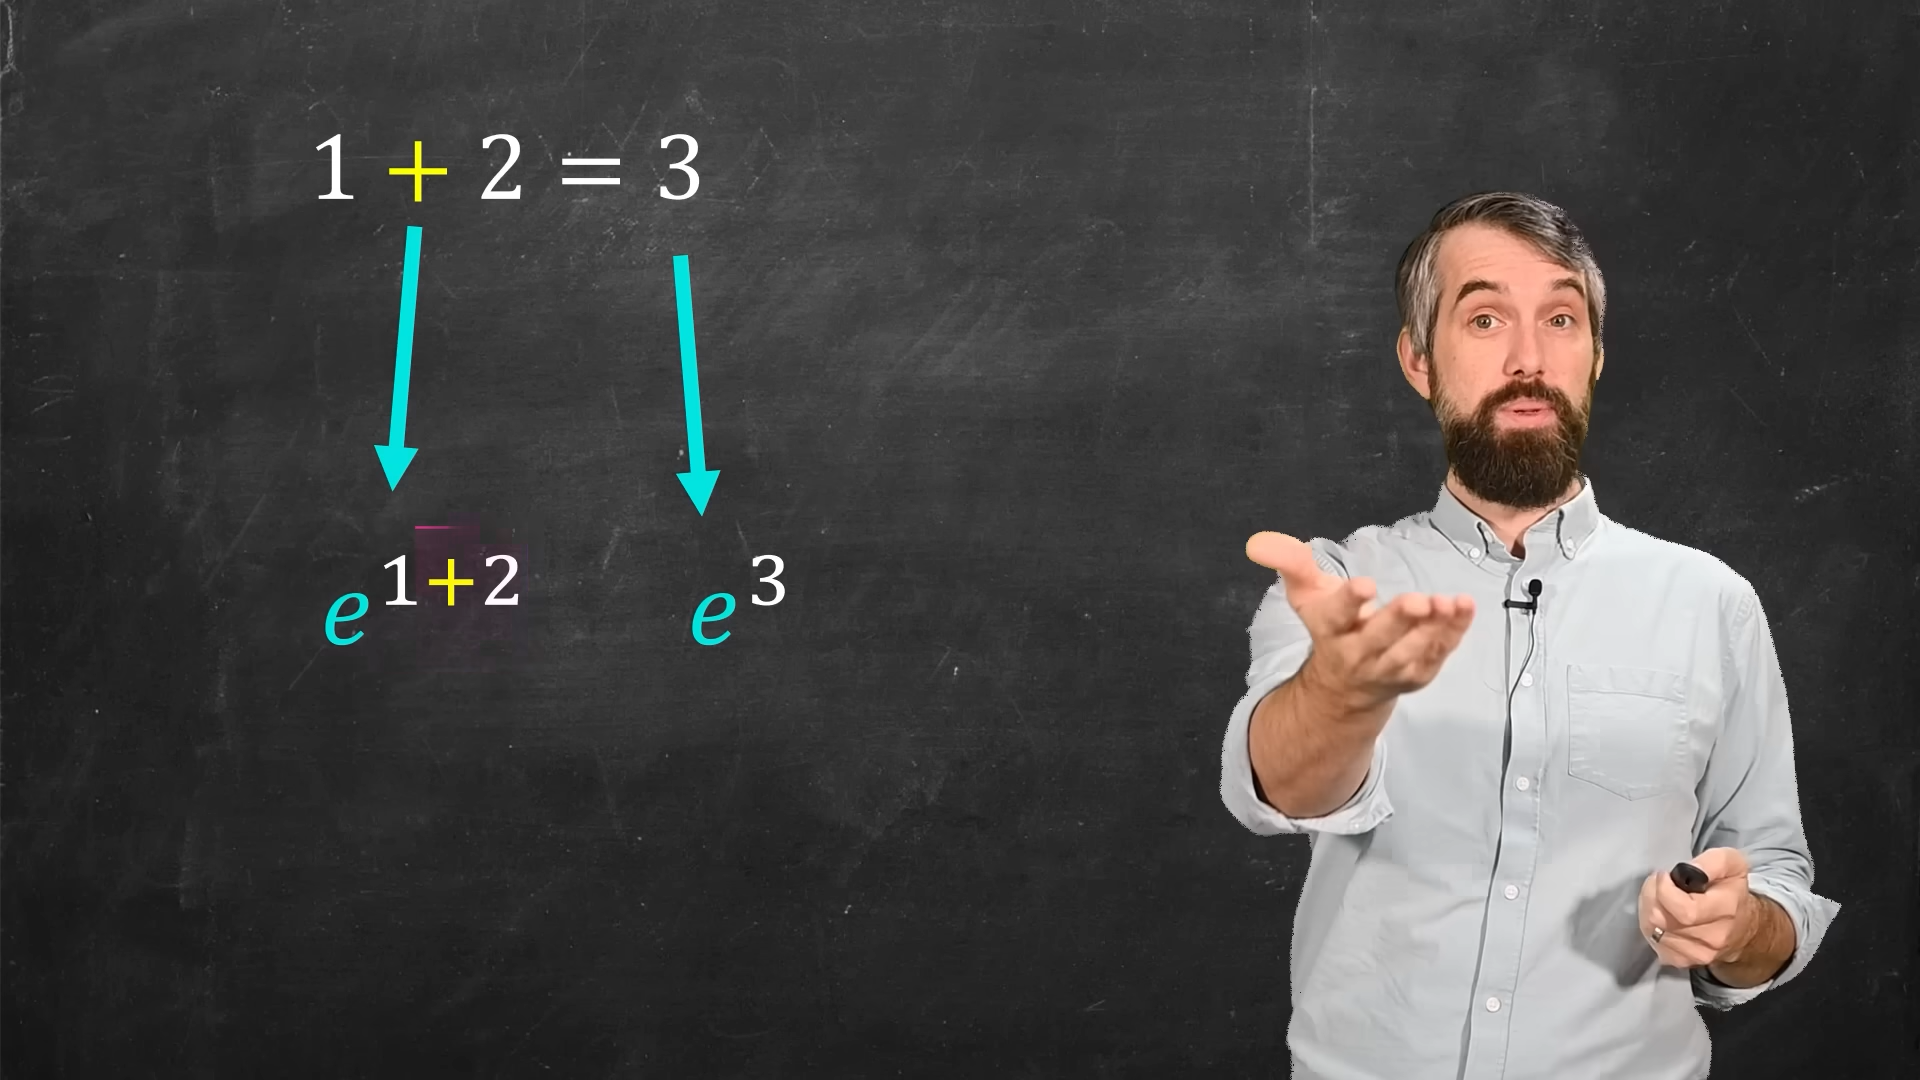 1 + 2 = 3
e^{1+2} e^{3}